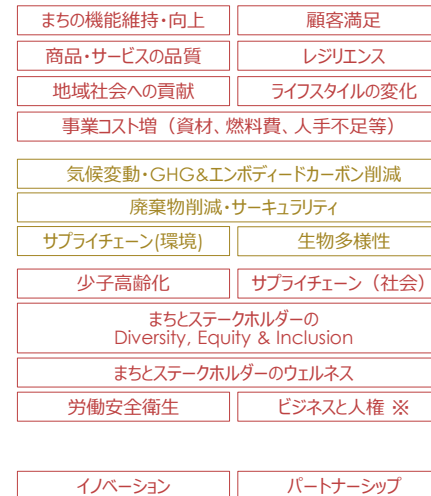 まちの機能維持・向上
顧客満足
商品・サービスの品質
レジリエンス
地域社会への貢献
ライフスタイルの変化
事業コスト増（資材、燃料費、人手不足等）
気候変動・GHG&エンボディードカーボン削減
廃棄物削減・サーキュラリティ
サプライチェーン(環境)
生物多様性
少子高齢化
サプライチェーン（社会）
まちとステークホルダーの
Diversity, Equity & Inclusion
まちとステークホルダーのウェルネス
労働安全衛生
ビジネスと人権 ※
イノベーション
パートナーシップ